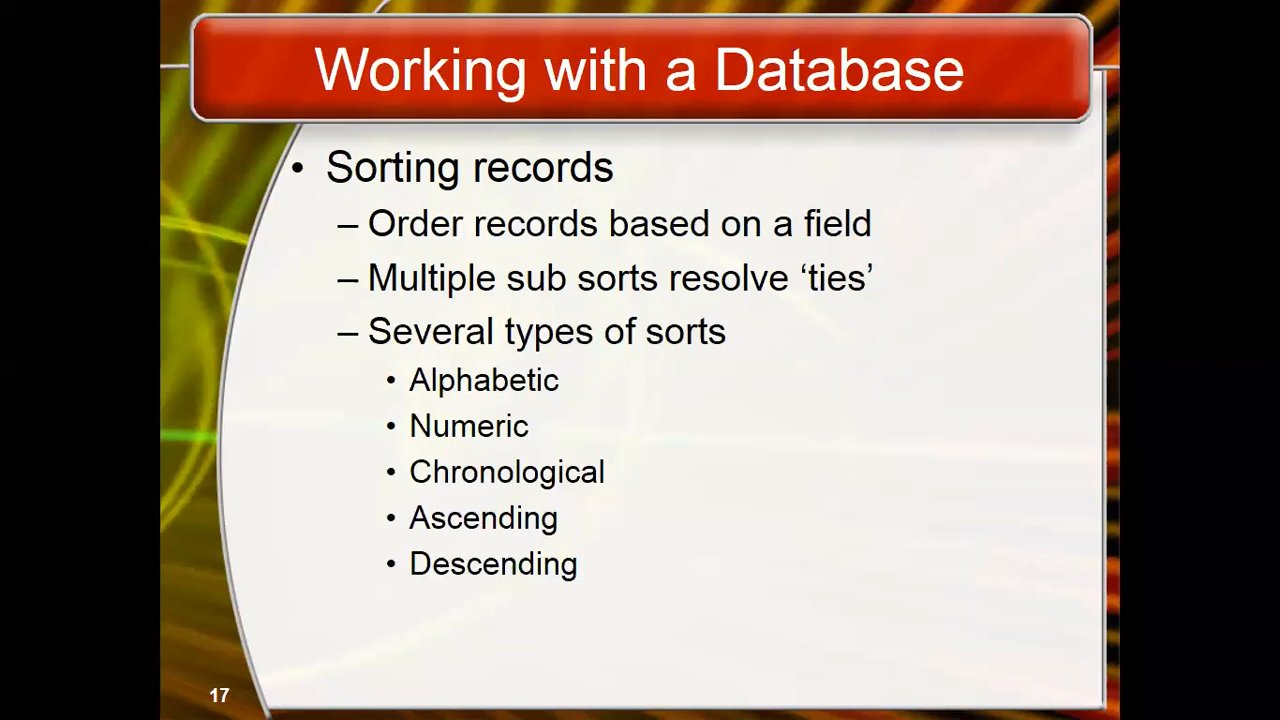 Working with a Database
• Sorting records
– Order records based on a field
– Multiple sub sorts resolve ‘ties’
– Several types of sorts
• Alphabetic
• Numeric
• Chronological
• Ascending
• Descending
17